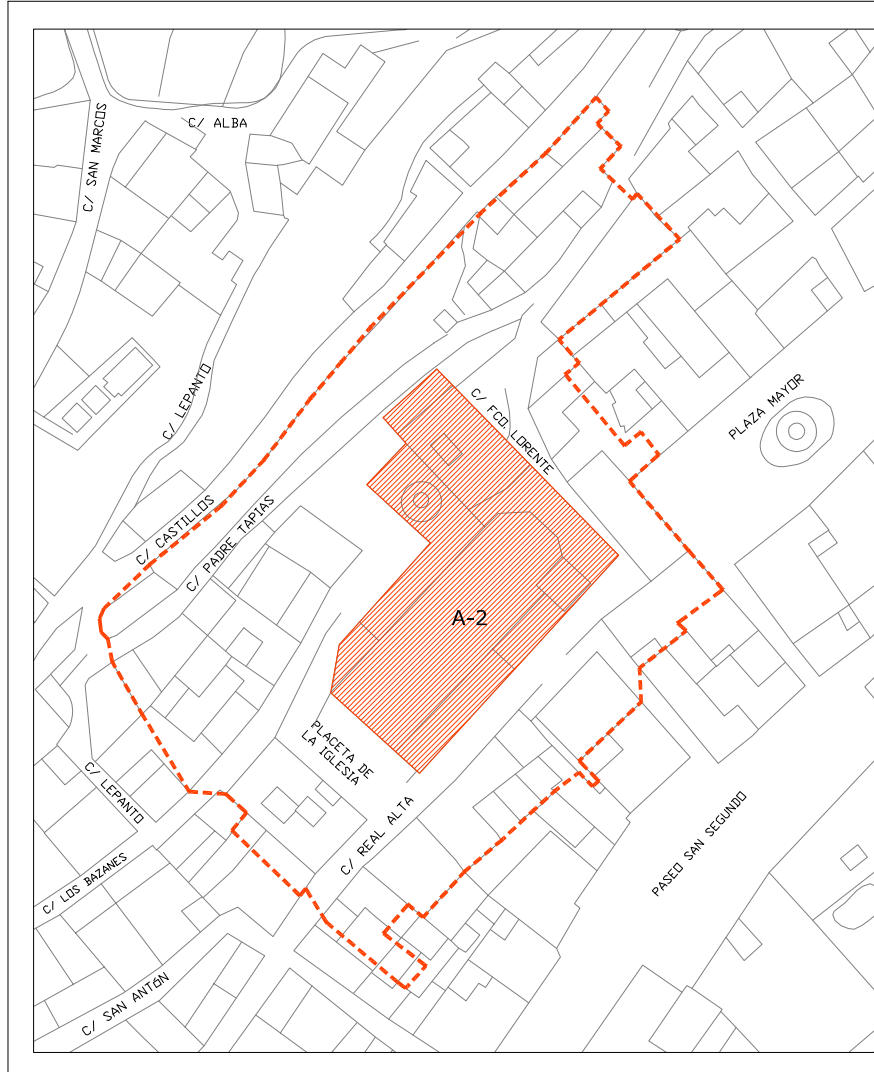 C/ ALBA
C/ SAN MARCOS
C/ LEPANTO
PLAZA MAYOR
C/ FCO. LORENTE
C/ CASTILLOS
C/ PADRE TAPIAS
A-2
PLACETA DE
LA IGLESIA
C/ LEPANTO
C/ REAL ALTA
PASEO SAN SEGUNDO
C/ LOS BAZANES
C/ SAN ANTóN